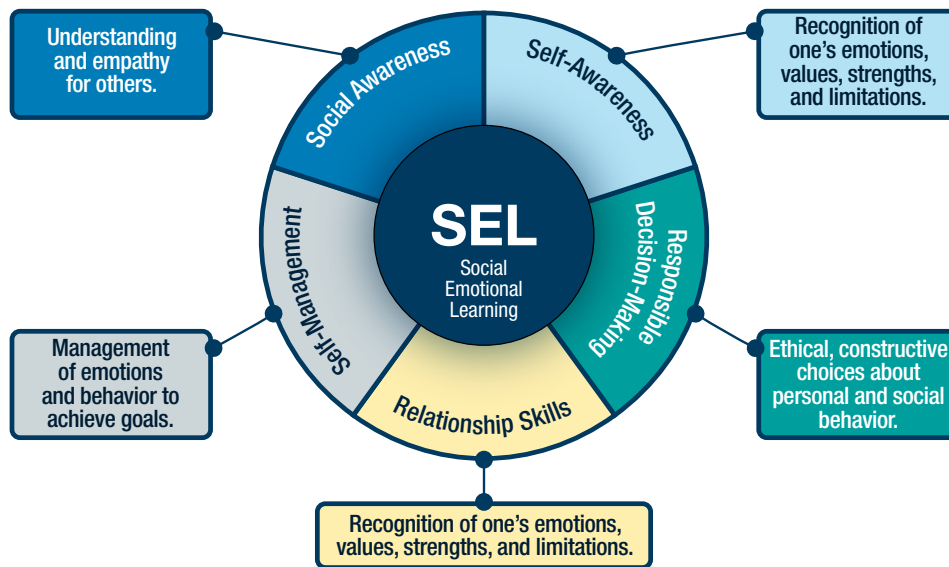 Understanding
and empathy
for others.
Social Awareness
Self-Awareness
Recognition of
one’s emotions,
values, strengths,
and limitations.
SEL
Social
Emotional
Learning
Self-Management
Responsible
Decision-Making
Management
of emotions
and behavior to
achieve goals.
Ethical, constructive
choices about
personal and social
behavior.
Relationship Skills
Recognition of one’s emotions,
values, strengths, and limitations.